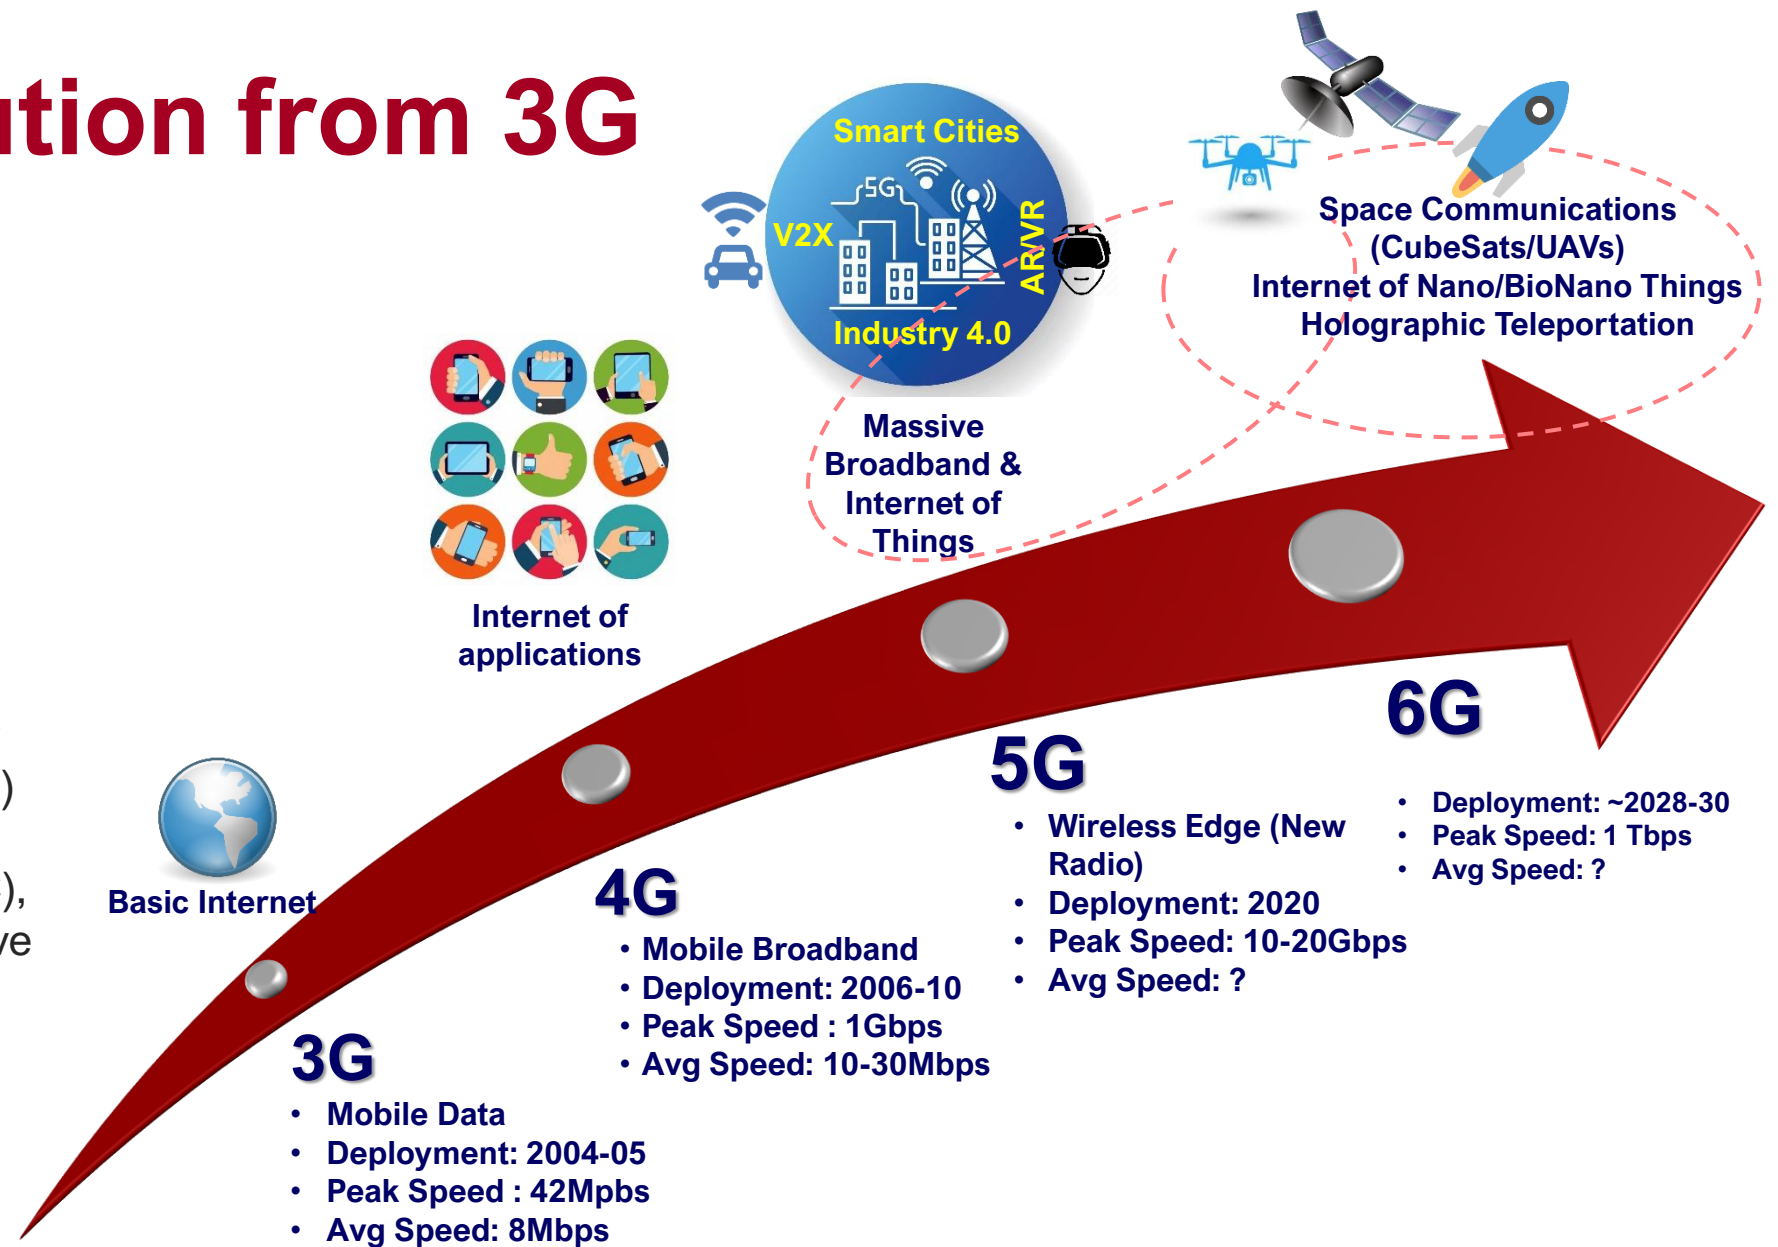 ution from 3G
Smart Cities
5G
V2X
AR/VR
Industry 4.0
Space Communications
(CubeSats/UAVs)
Internet of Nano/BioNano Things
Holographic Teleportation
Massive
Broadband &
Internet of
Things
Internet of
applications
)
),
ve
Basic Internet
6G
• Deployment: ~2028-30
• Peak Speed: 1 Tbps
• Avg Speed: ?
5G
• Wireless Edge (New
Radio)
• Deployment: 2020
• Peak Speed: 10-20Gbps
• Avg Speed: ?
4G
• Mobile Broadband
• Deployment: 2006-10
• Peak Speed : 1Gbps
• Avg Speed: 10-30Mbps
3G
• Mobile Data
• Deployment: 2004-05
• Peak Speed : 42Mpbs
• Avg Speed: 8Mbps